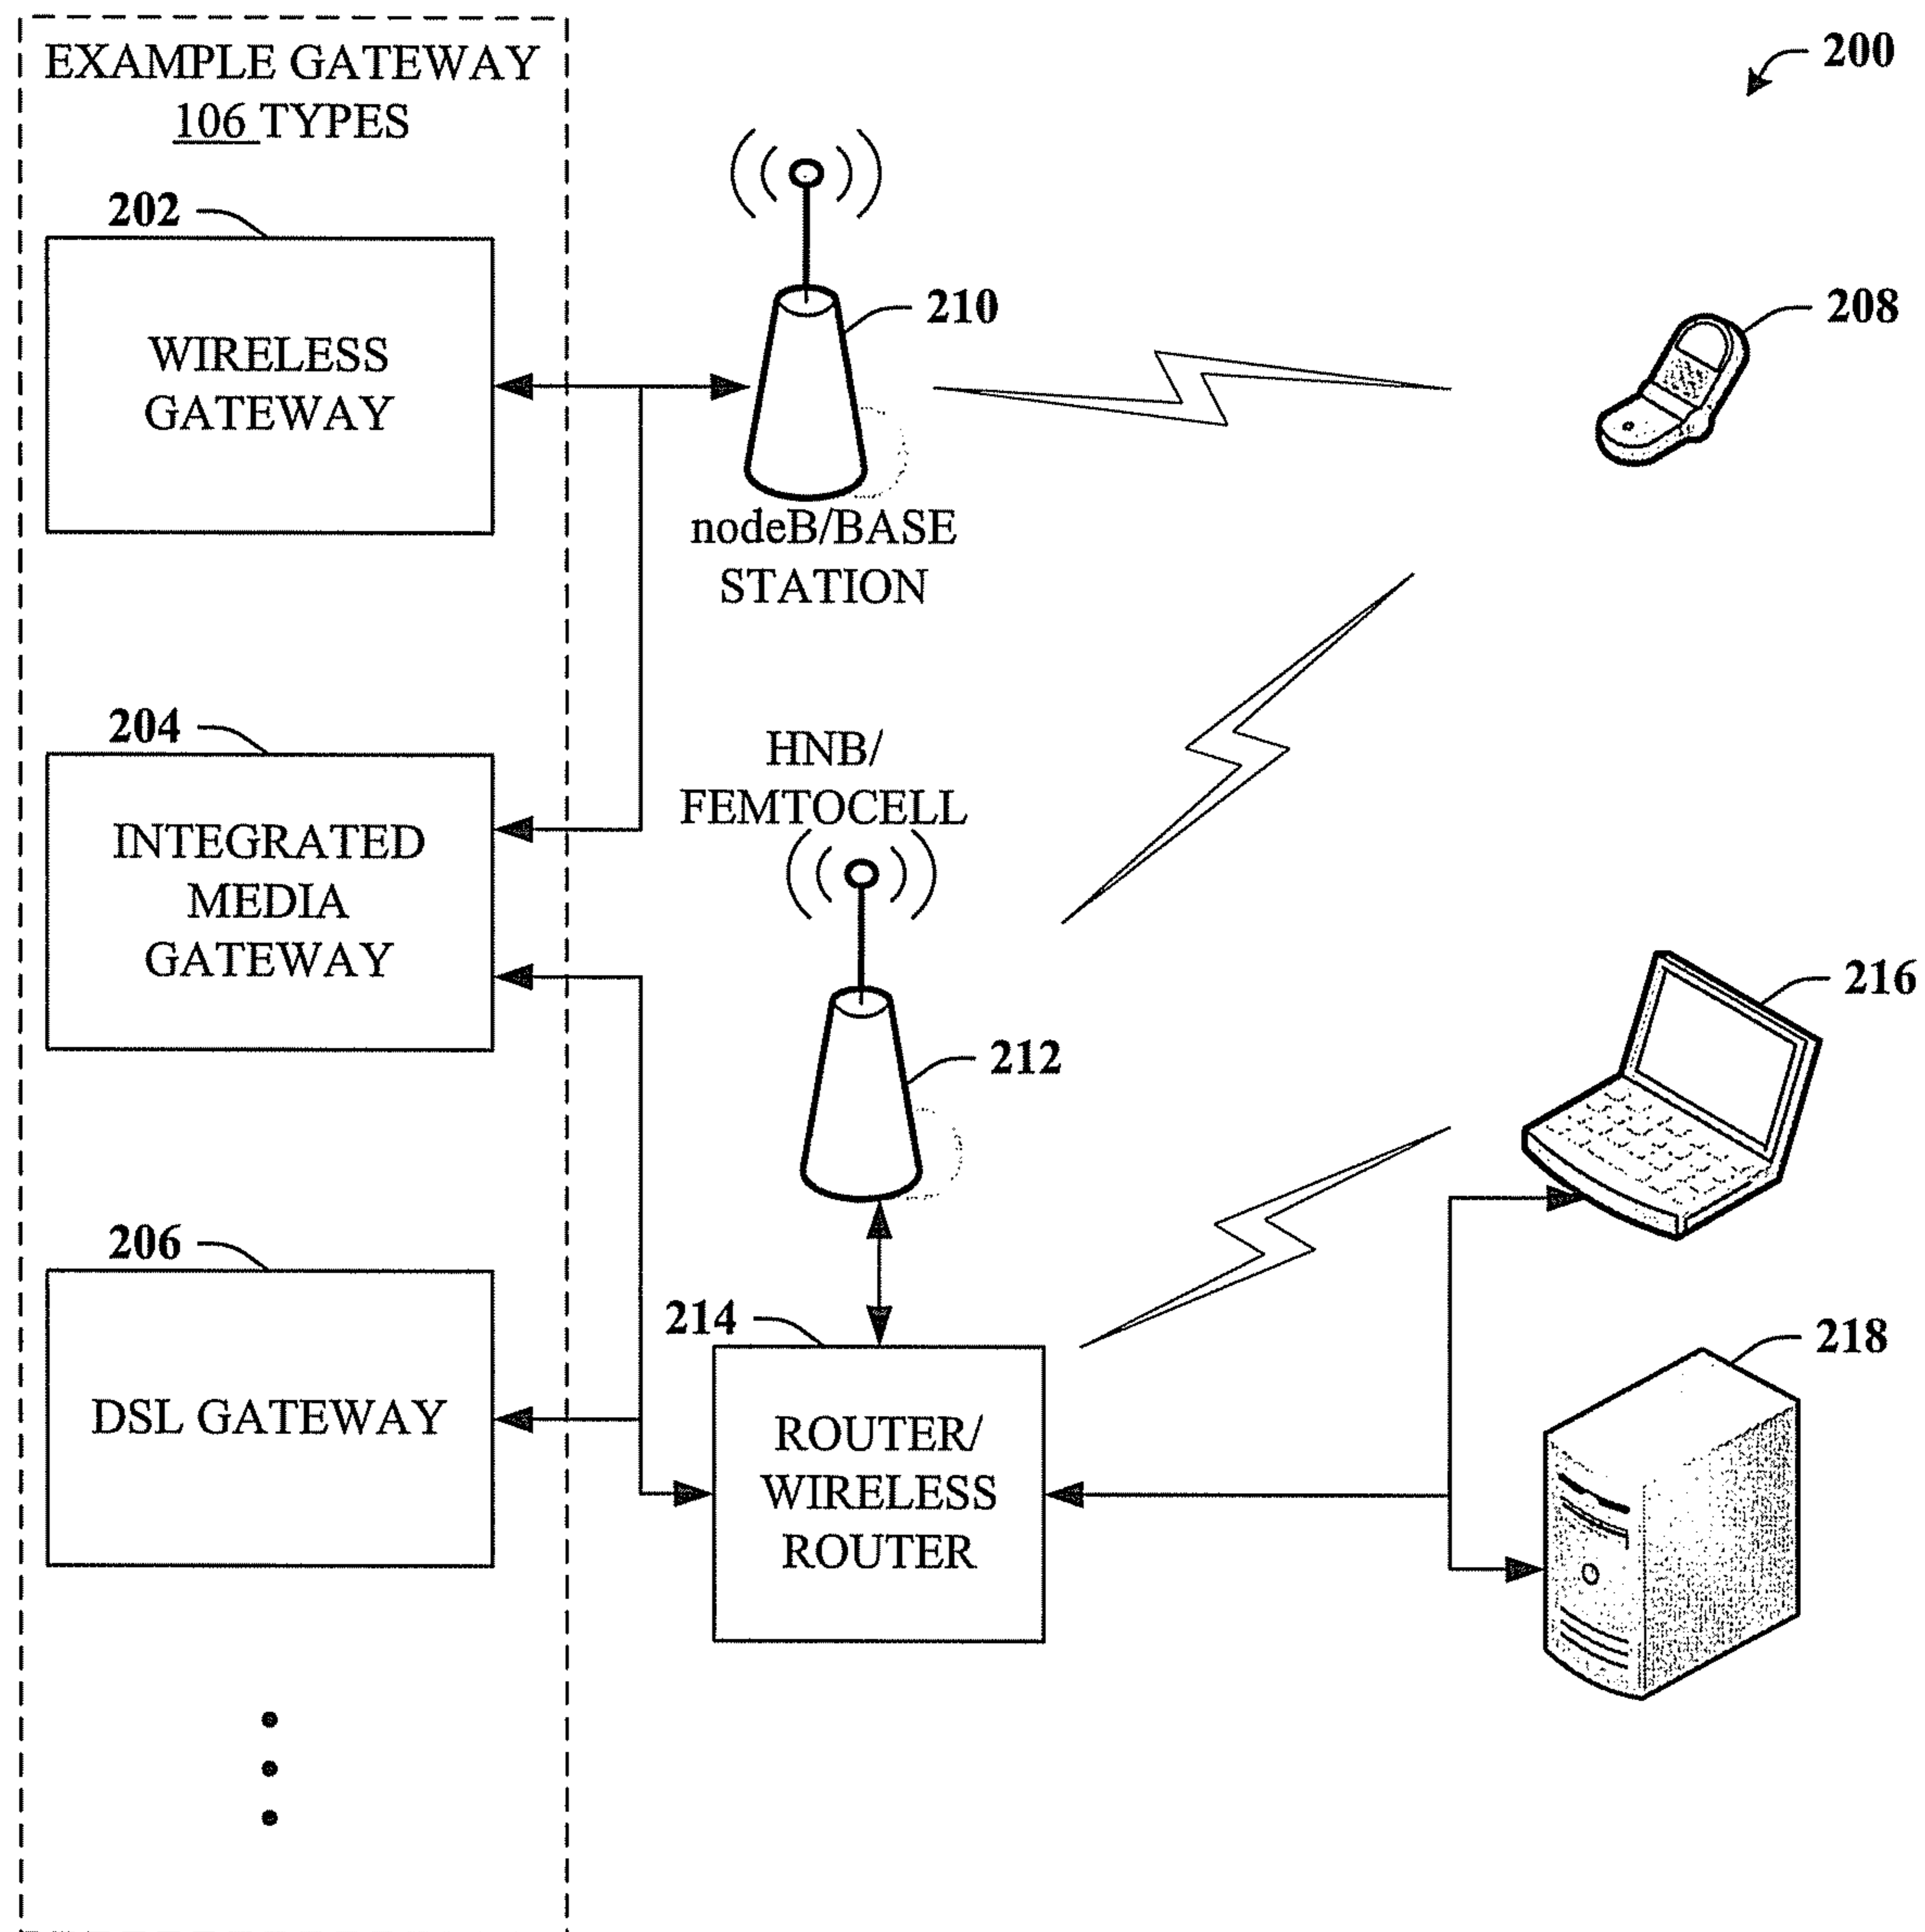 EXAMPLE GATEWAY
106 TYPES
200
202
WIRELESS
GATEWAY
210
nodeB/BASE
STATION
208
204
INTEGRATED
MEDIA
GATEWAY
HNB/
FEMTOCELL
212
216
206
DSL GATEWAY
214
ROUTER/
WIRELESS
ROUTER
218